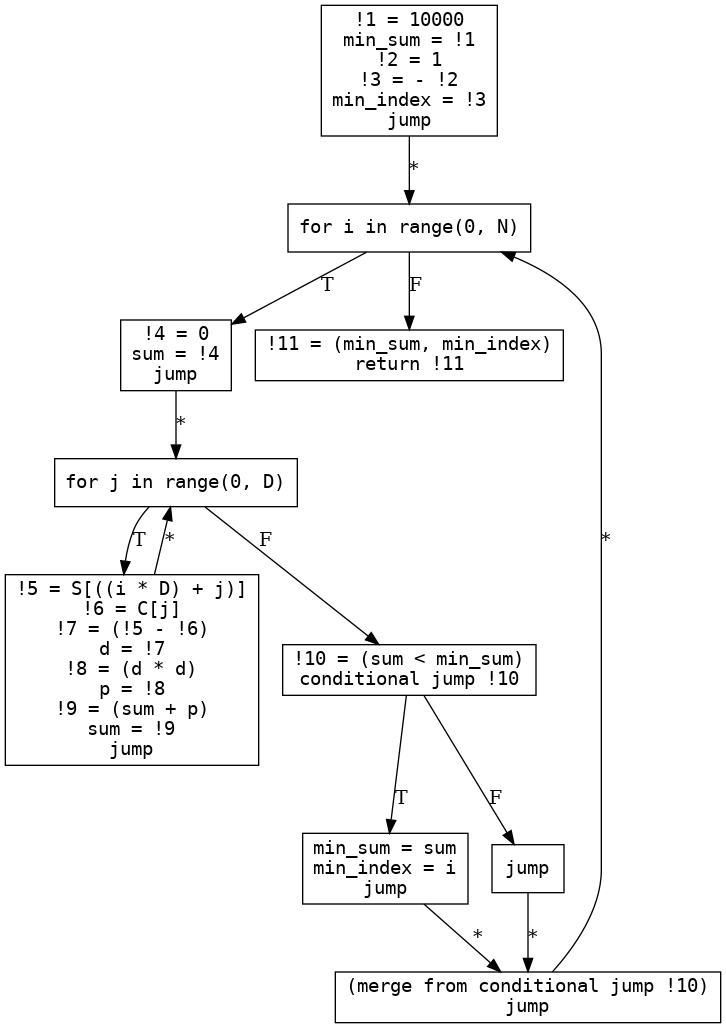 !1 = 10000
min_sum = !1
!2 = 1
!3 = - !2
min_index = !3
jump
*
for i in range(0, N)
T
F
!4 = 0
sum = !4
jump
!11 = (min_sum, min_index)
return !11
*
for j in range(0, D)
T
*
F
*
!5 = S[((i * D) + j)]
!6 = C[j]
!7 = (!5 - !6)
d = !7
!8 = (d * d)
p = !8
!9 = (sum + p)
sum = !9
jump
!10 = (sum < min_sum)
conditional jump !10
T
F
min_sum = sum
min_index = i
jump
jump
*
*
(merge from conditional jump !10)
jump